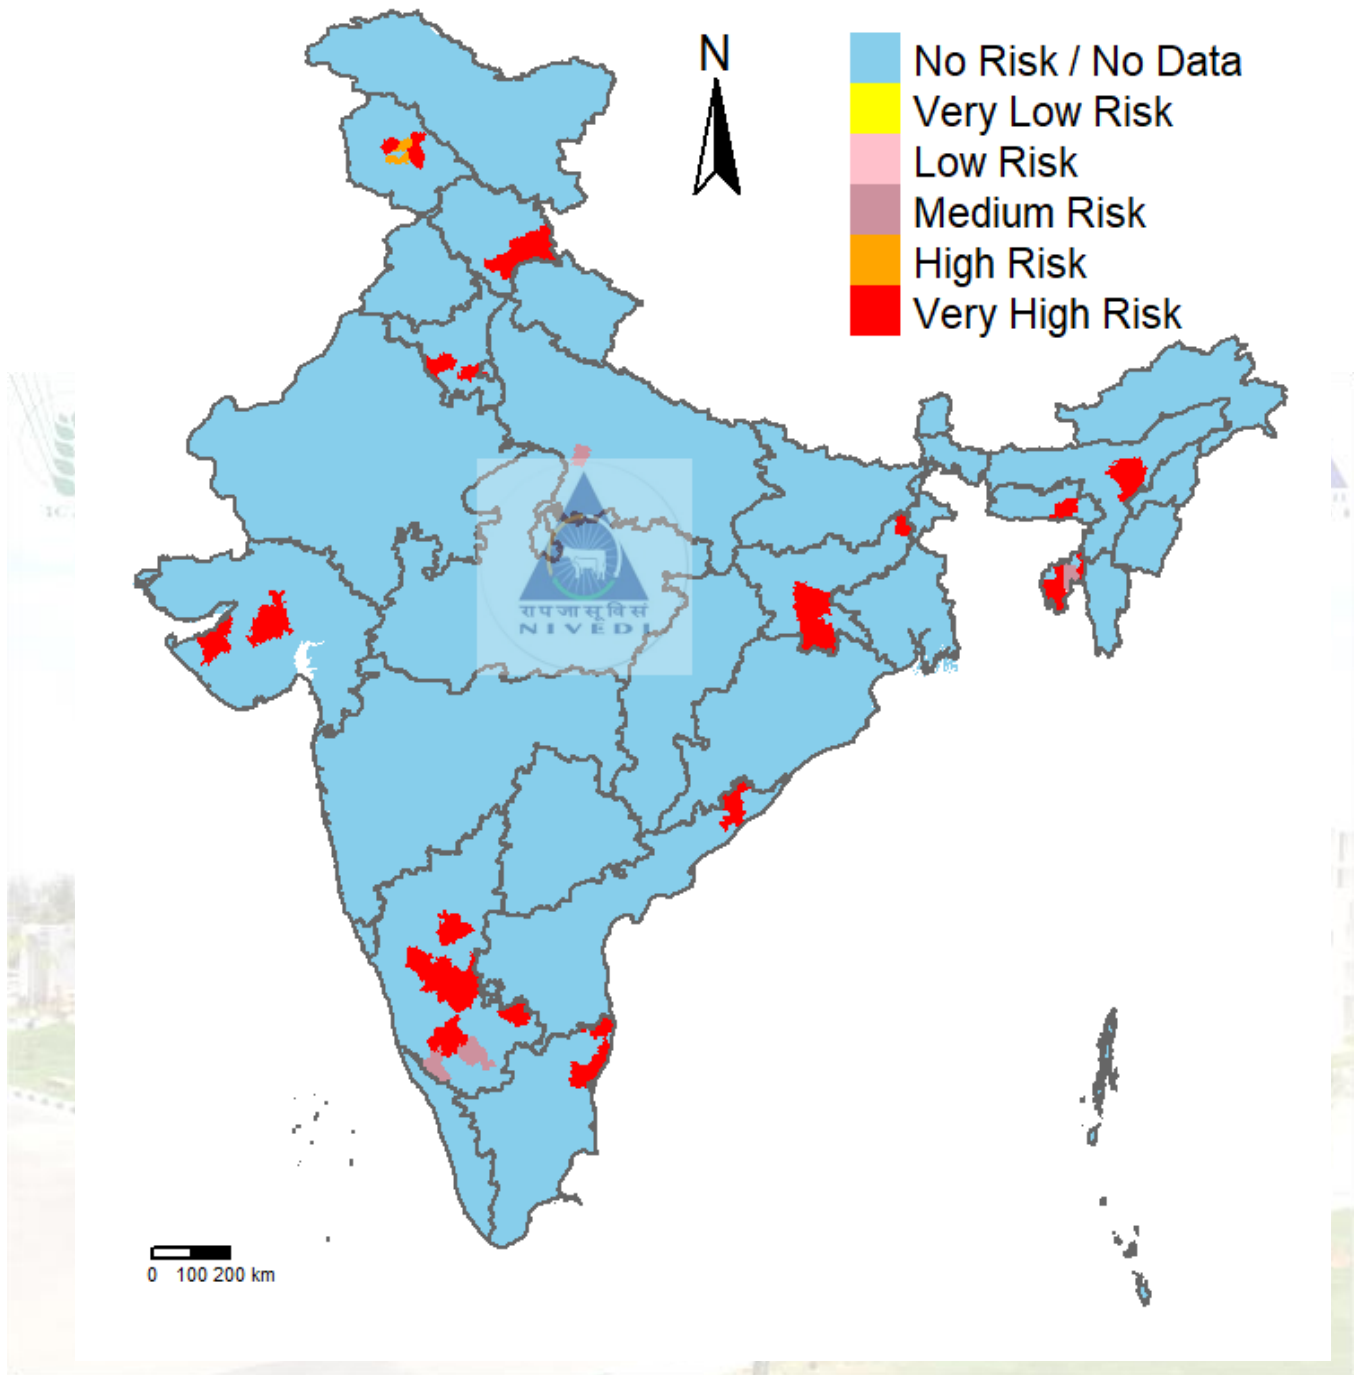 N
No Risk / No Data
Very Low Risk
Low Risk
Medium Risk
High Risk
Very High Risk
रापजासूविसं
NIVEDI
0 100 200 km